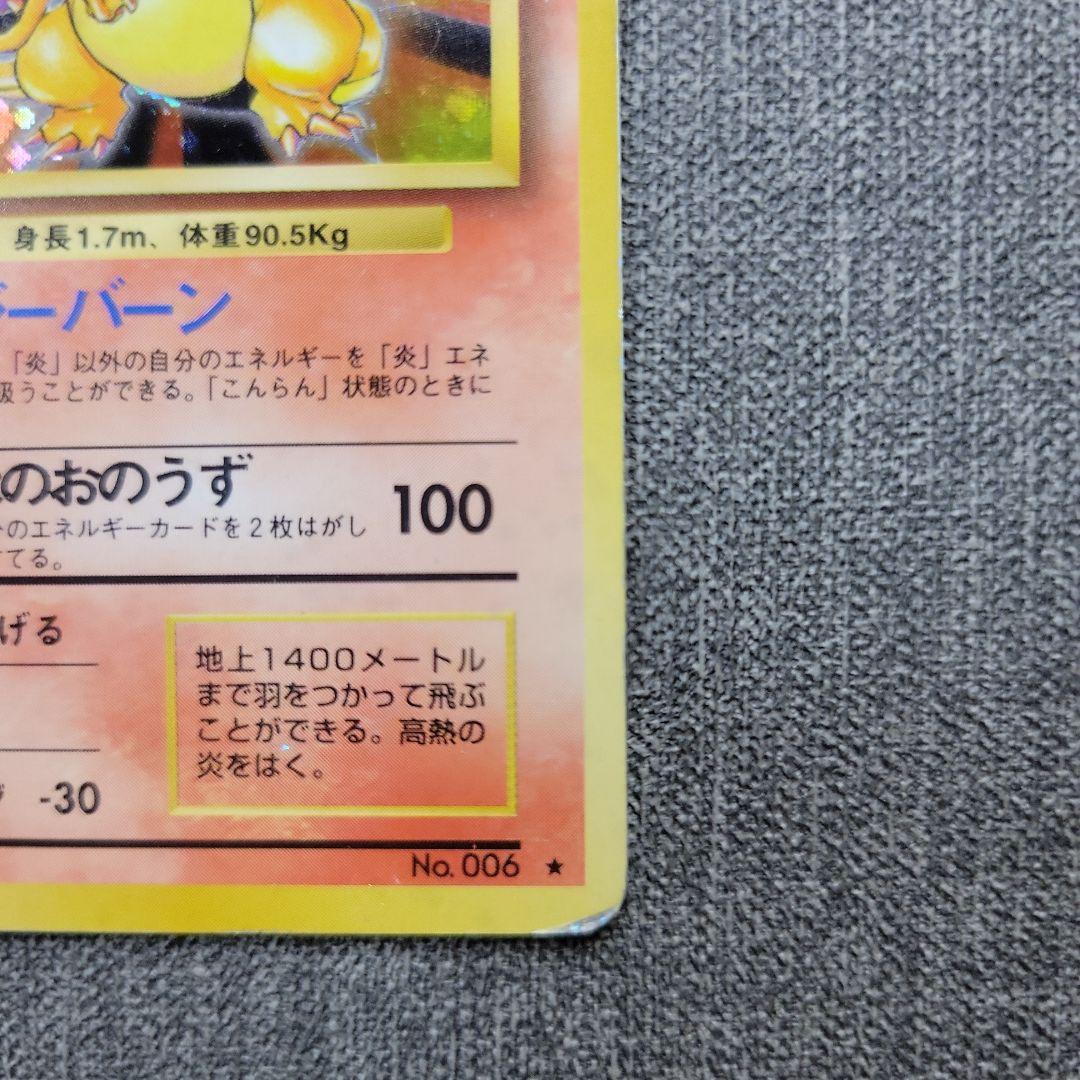 身長1.7m、体重90.5Kg
ーバーン
「炎」以外の自分のエネルギーを「炎」エネ
吸うことができる。「こんらん」状態のときに
のおのうず
100
のエネルギーカードを2枚はがし
てる。
げる
地上1400メートル
まで羽をつかって飛ぶ
ことができる。高熱の
炎をはく。
-30
No. 006 ★